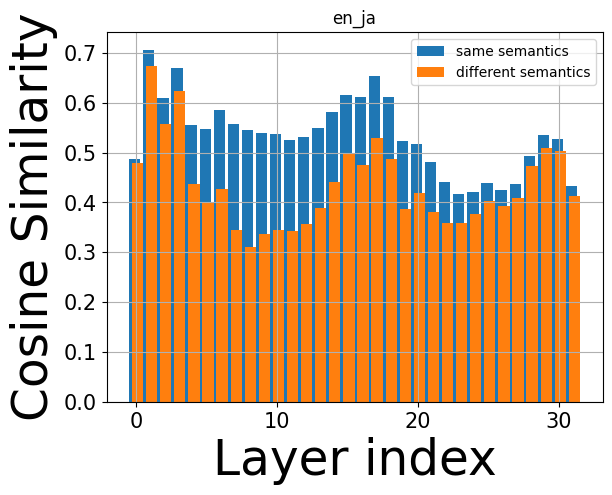 en_ja
same semantics
different semantics
Cosine Similarity
0.7
0.6
0.5
0.4
0.3
0.2
0.1
0.0
0 10 20 30
Layer index